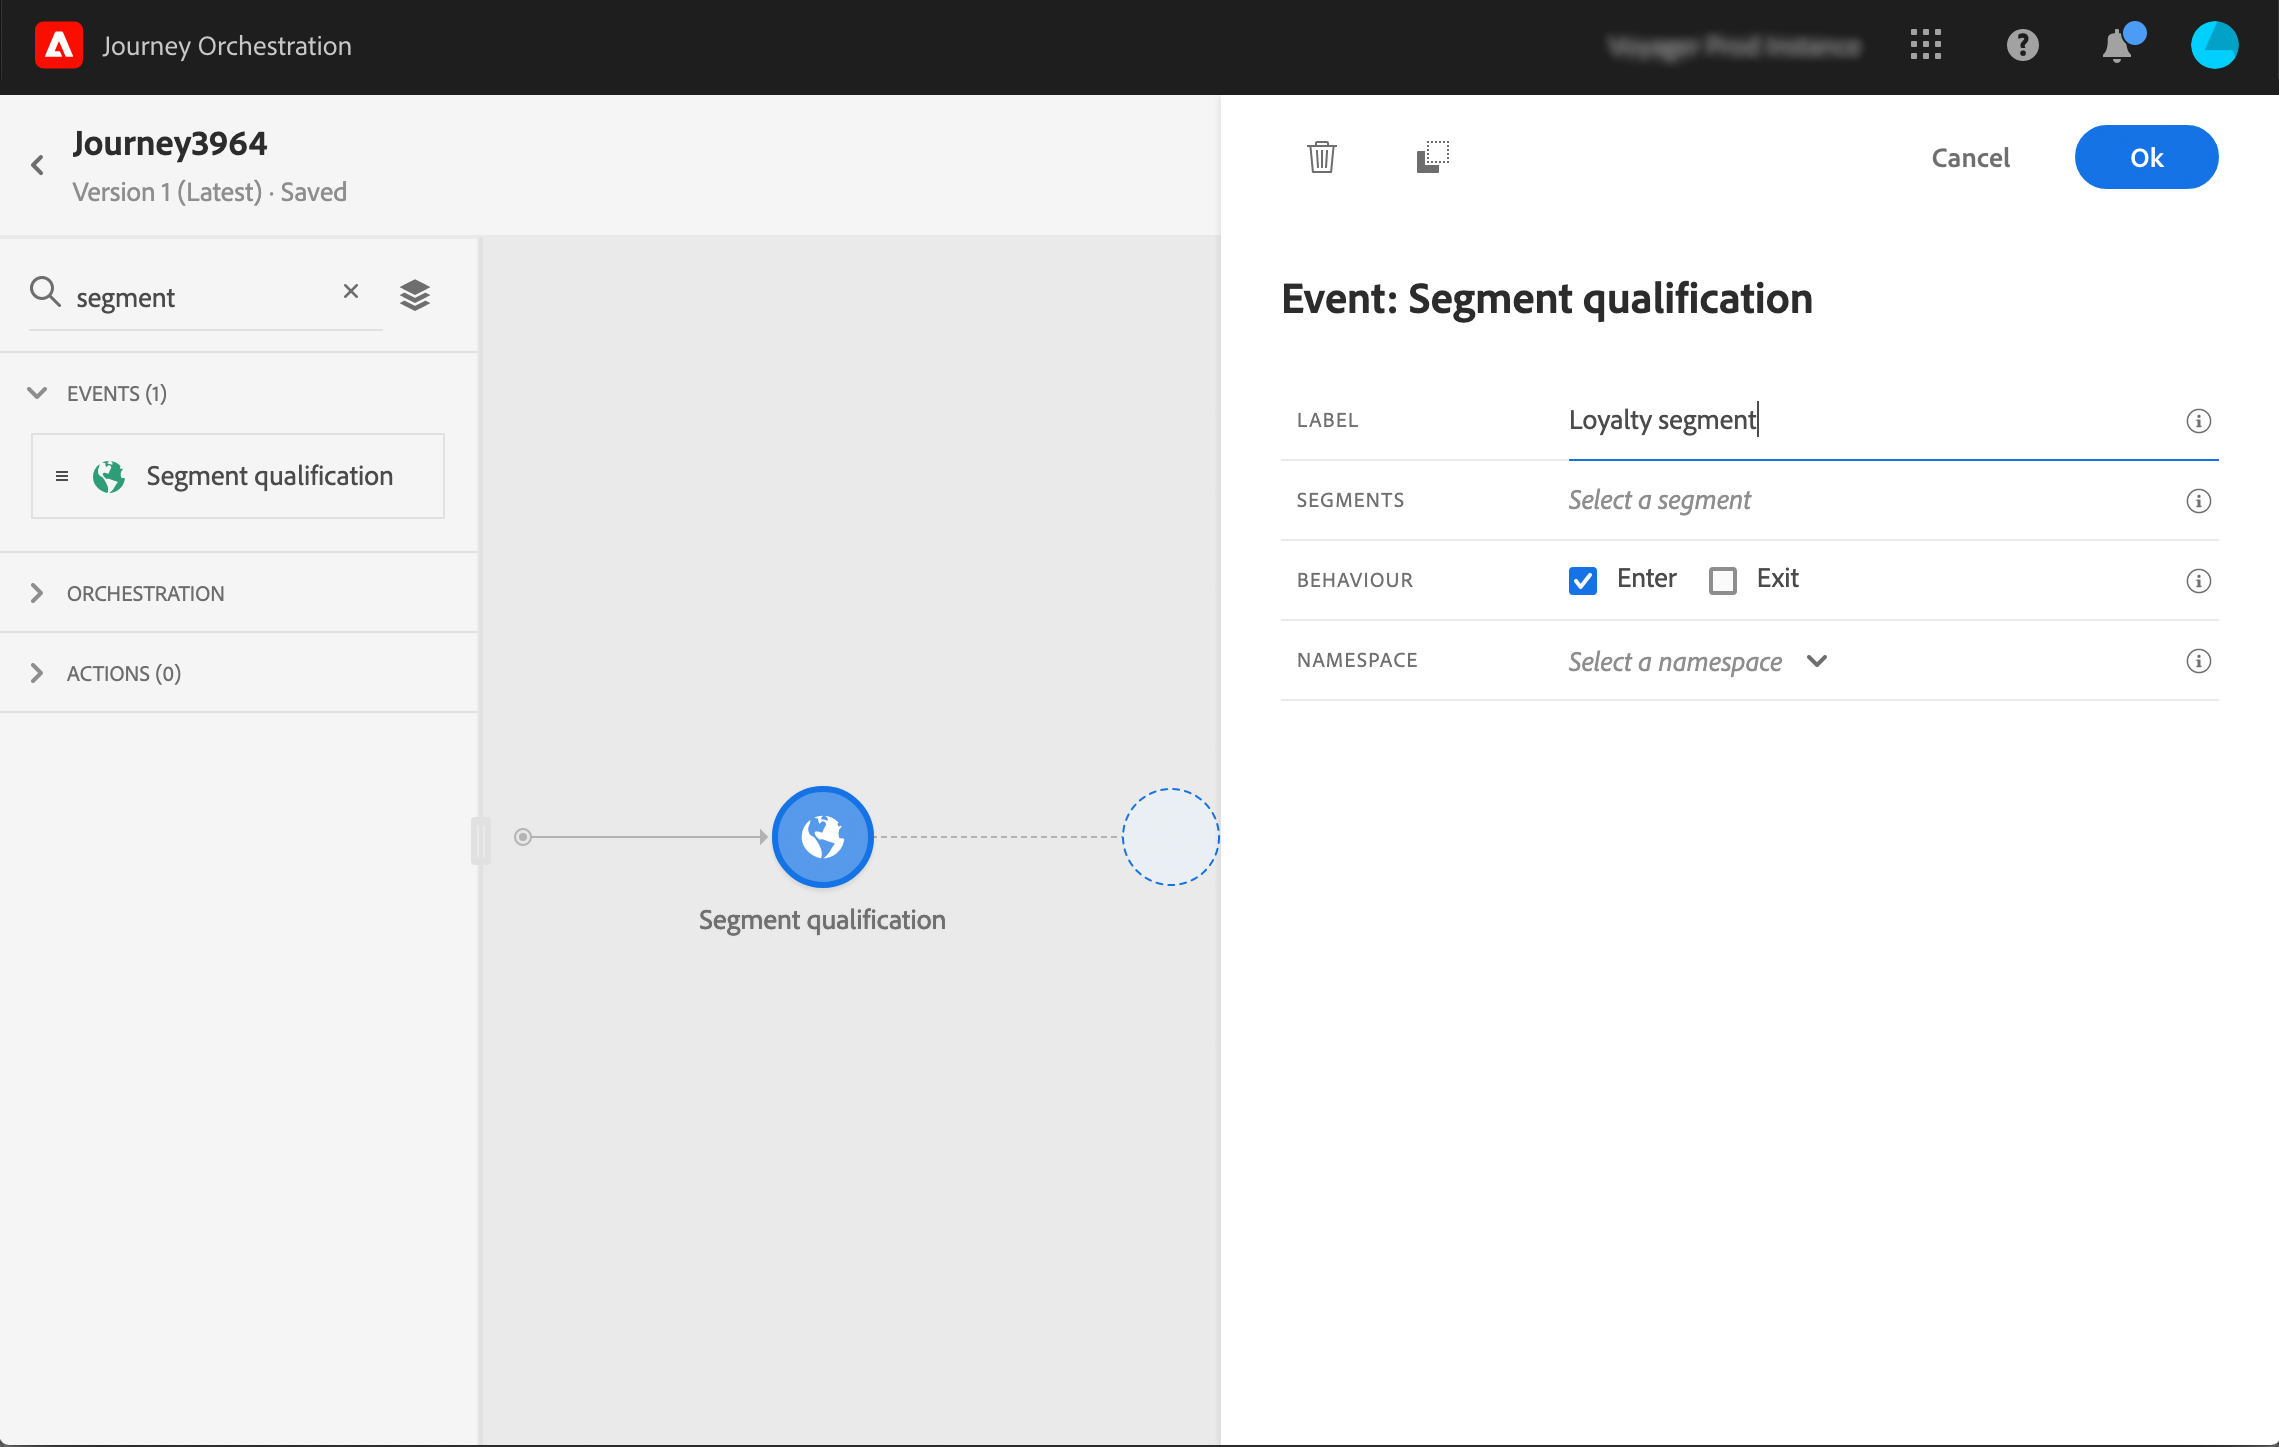 Journey Orchestration
Journey3964
Version 1 (Latest) · Saved
Cancel
Ok
segment
EVENTS (1)
Segment qualification
ORCHESTRATION
ACTIONS (0)
Segment qualification
Event: Segment qualification
LABEL Loyalty segment
SEGMENTS Select a segment
BEHAVIOUR Enter Exit
NAMESPACE Select a namespace